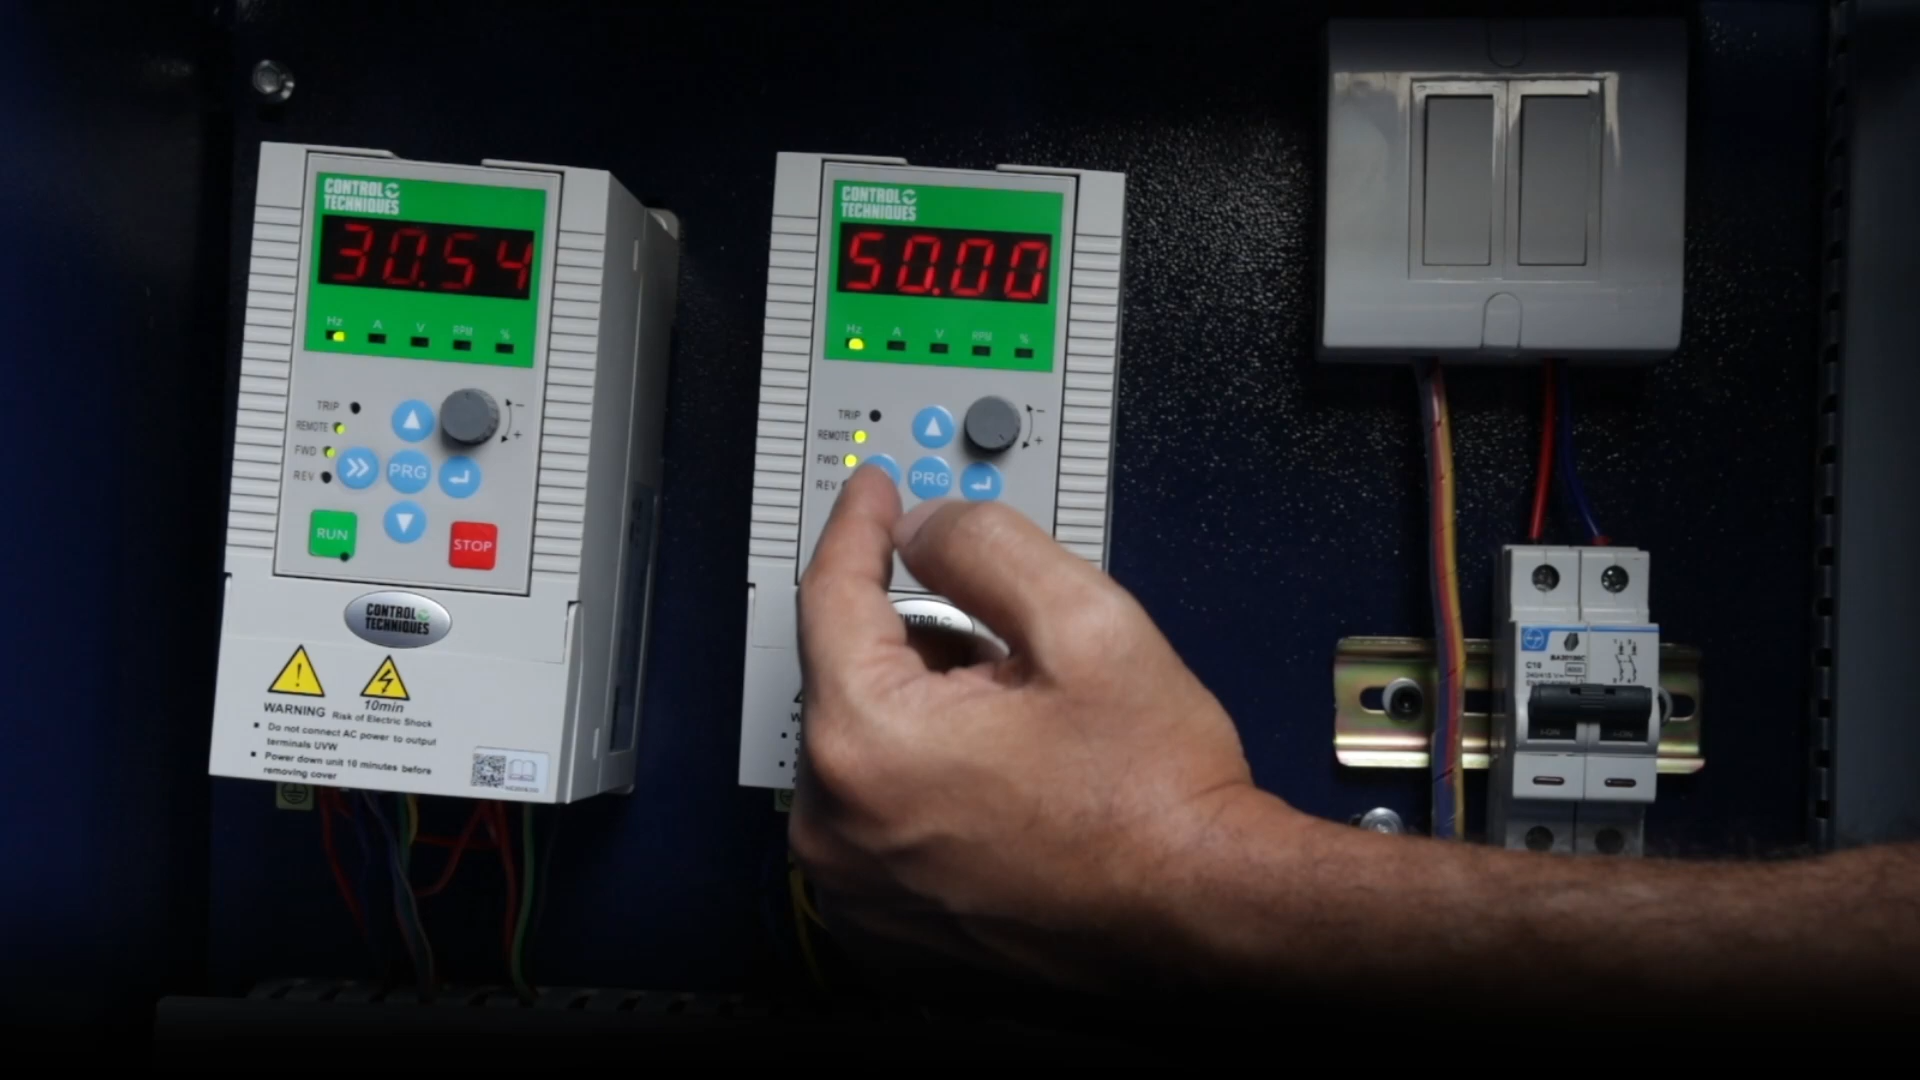 CONTROL
TECHNIQUES
30.54
Hz A V RPM %
TRIP
REMOTE
FWD
REV
PRG
RUN
STOP
- 
+
CONTROL
TECHNIQUES
WARNING
10min
Risk of Electric Shock
Do not connect AC power to output
terminals UVW
Power down unit 10 minutes before
removing cover
CONTROL
TECHNIQUES
50.00
Hz A V RPM %
TRIP
REMOTE
FWD
REV
PRG
-
+
C10